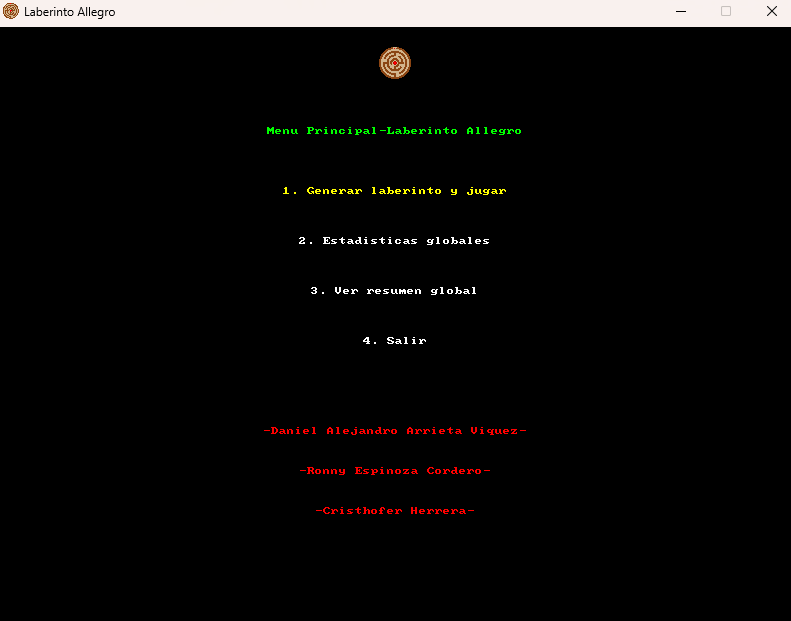 Laberinto Allegro
Menu Principal-Laberinto Allegro
1. Generar laberinto y jugar
2. Estadisticas globales
3. Ver resumen global
4. Salir
-Daniel Alejandro Arrieta Viquez-
-Ronny Espinoza Cordero-
-Cristhofer Herrera-